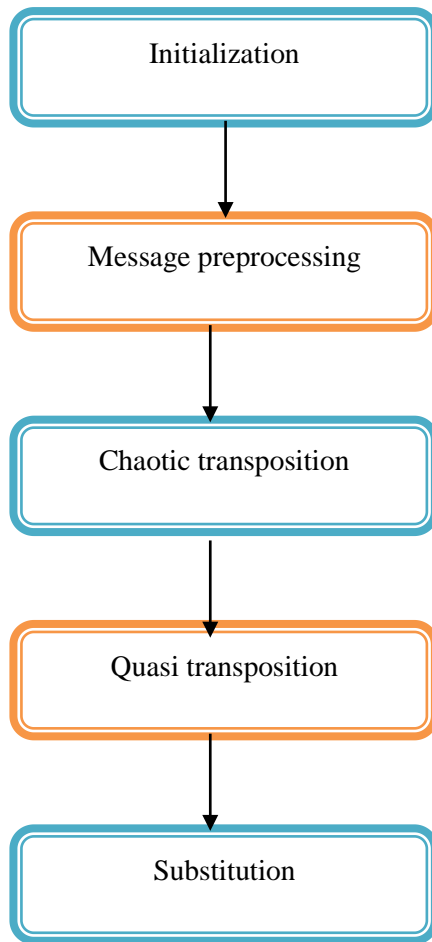 Initialization
Message preprocessing
Chaotic transposition
Quasi transposition
Substitution